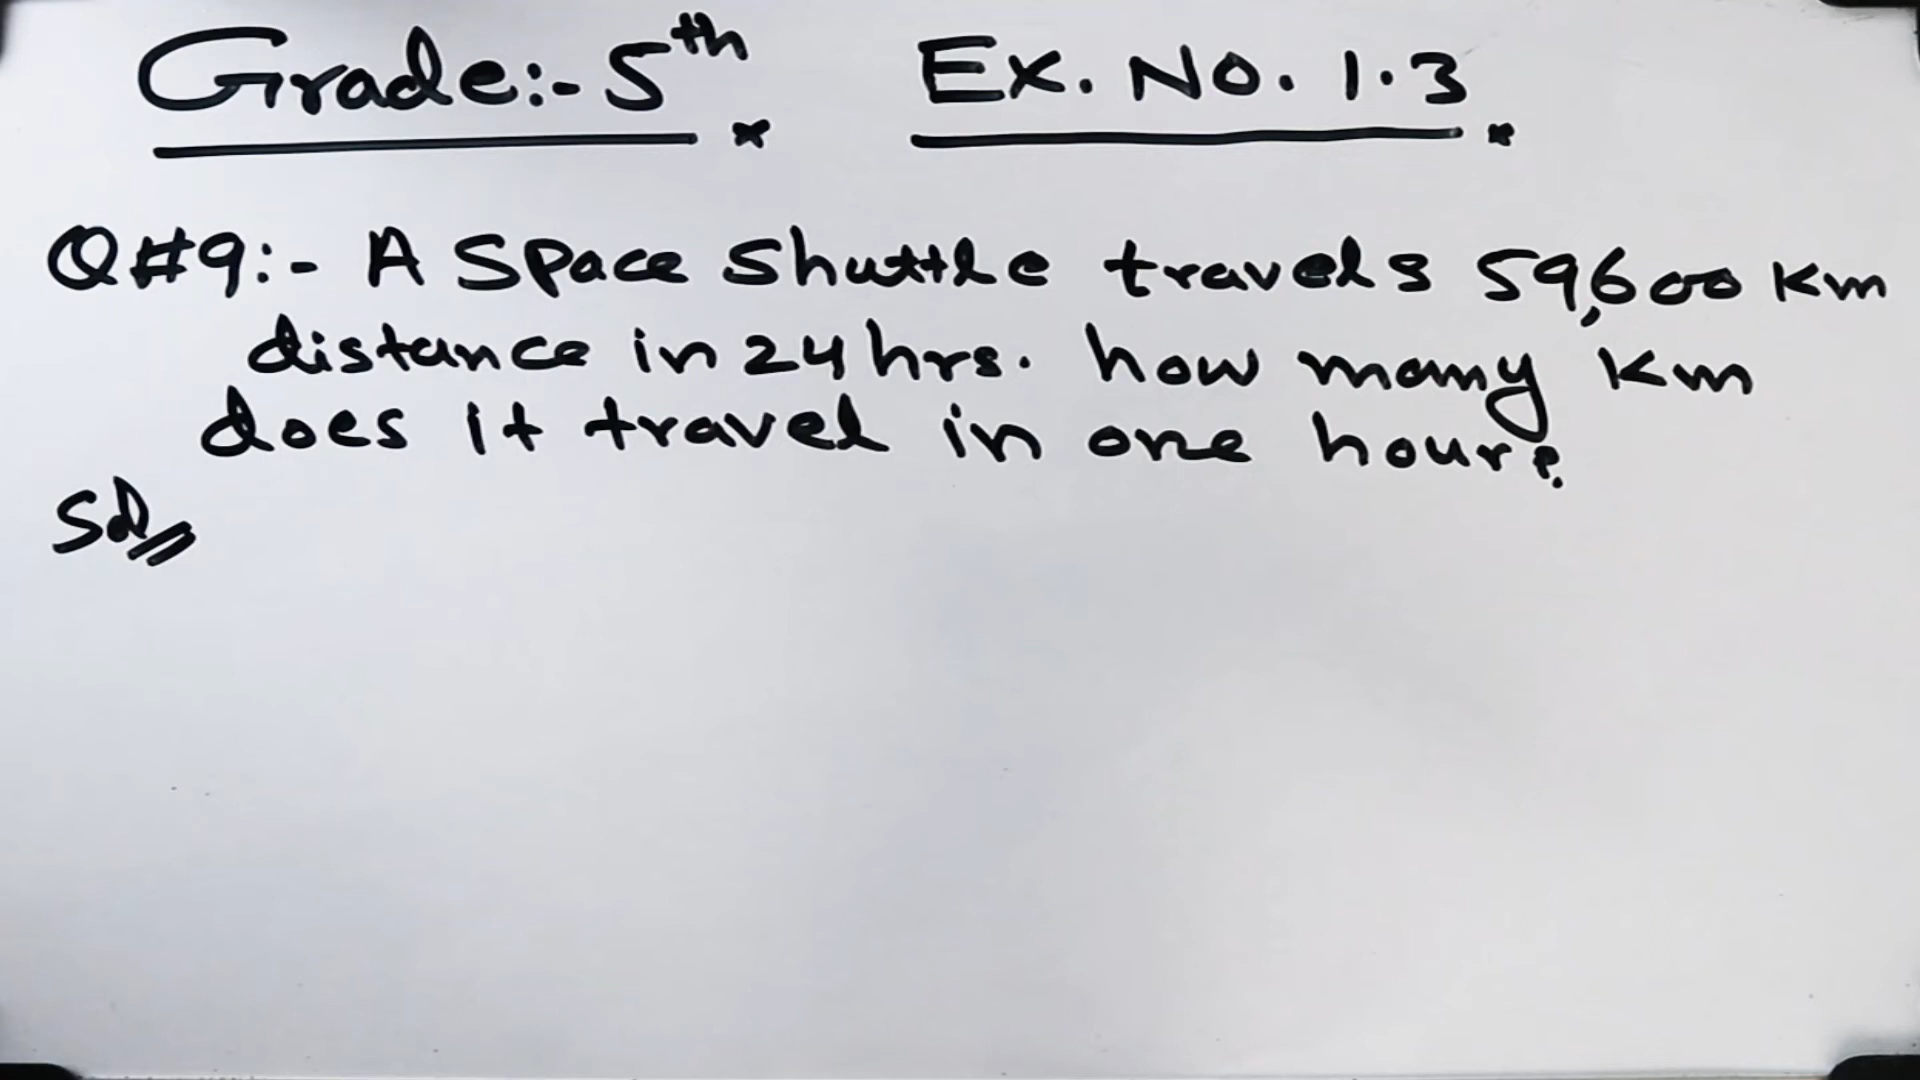 Grade:- 5th. Ex. No. 1.3.
Q#9:- A Space Shuttle travels 59,600 Km
distance in 24 hrs. how many Km
does it travel in one hour?
Sol